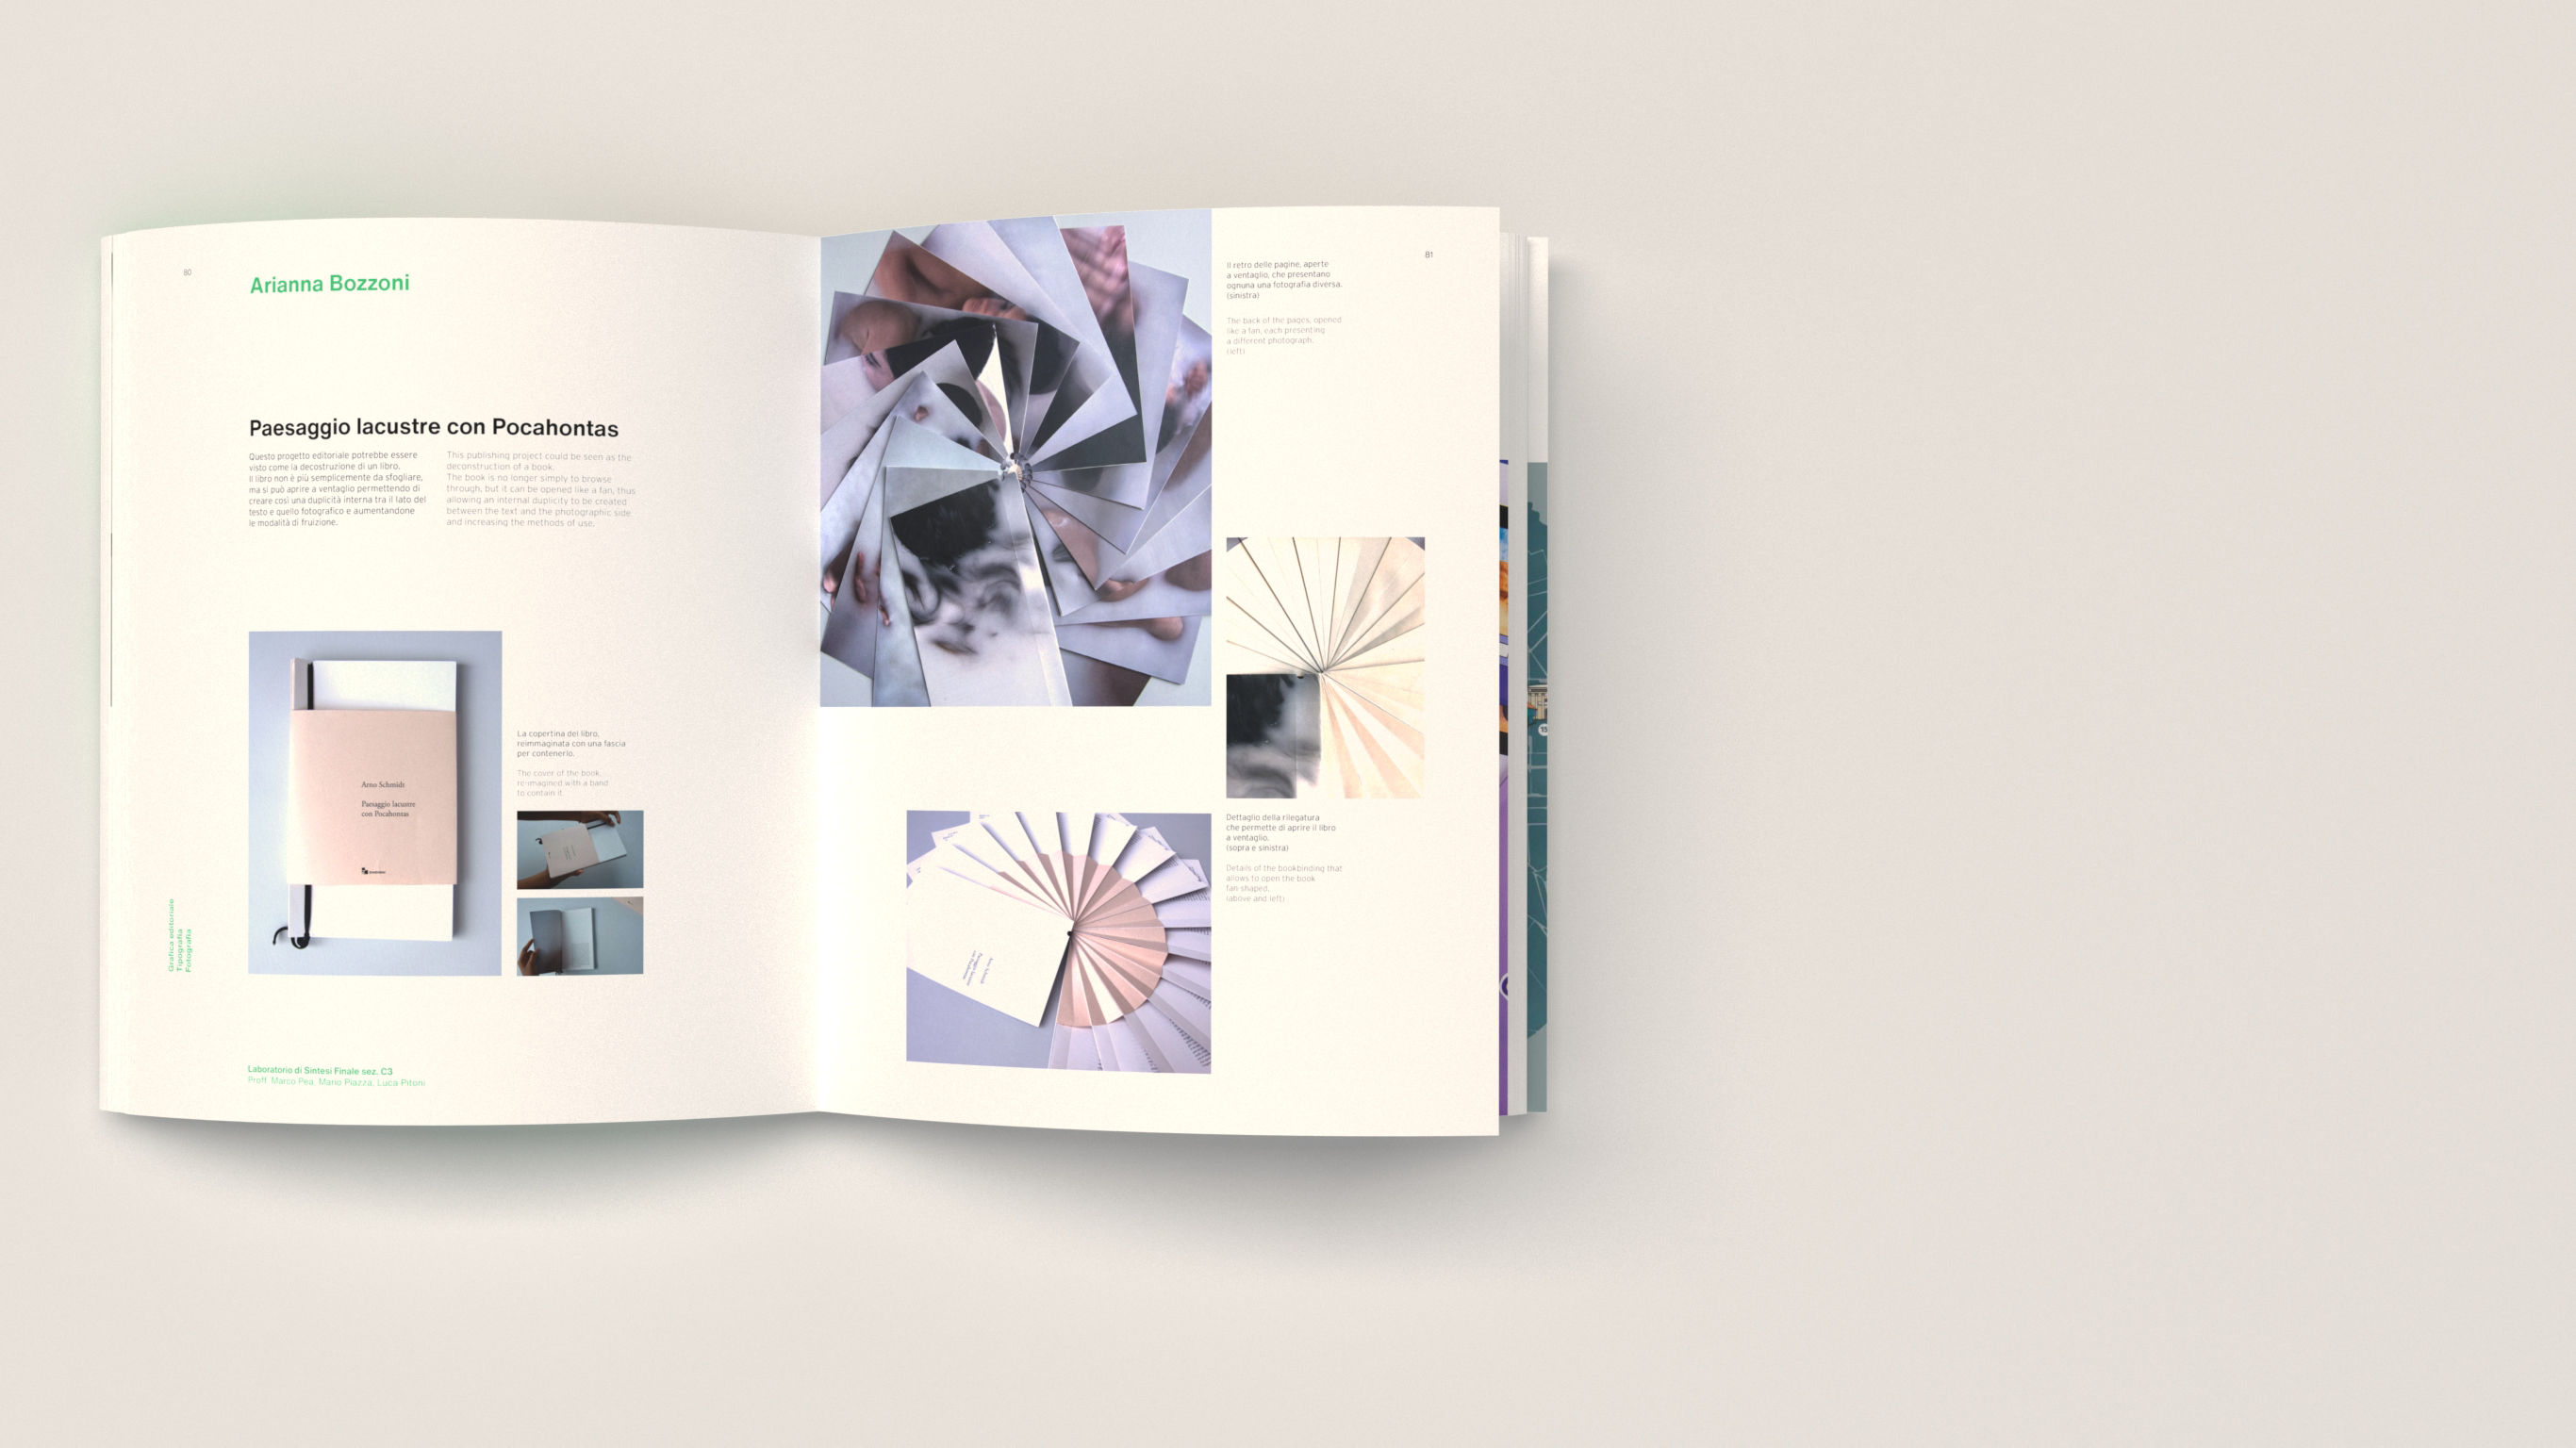 80
Arianna Bozzoni
Paesaggio lacustre con Pocahontas
Questo progetto editoriale potrebbe essere
visto come la decostruzione di un libro.
Il libro non è più semplicemente da sfogliare,
ma si può aprire a ventaglio permettendo di
creare così una duplicità interna tra il lato del
testo e quello fotografico e aumentandone
le modalità di fruizione.
This publishing project could be seen as the
deconstruction of a book.
The book is no longer simply to browse
through, but it can be opened like a fan, thus
allowing an internal duplicity to be created
between the text and the photographic side
and increasing the methods of use.
Arno Schmidt
Paesaggio lacustre
con Pocahontas
La copertina del libro,
reimmaginata con una fascia
per contenerlo.
The cover of the book,
re-imagined with a band
to contain it.
Grafica editoriale
Tipografia
Fotografia
Laboratorio di Sintesi Finale sez. C3
Proff. Marco Pea, Mario Piazza, Luca Pitoni
81
Il retro delle pagine, aperte
a ventaglio, che presentano
ognuna una fotografia diversa.
(sinistra)
The back of the pages, opened
like a fan, each presenting
a different photograph.
(left)
Arno Schmidt
Paesaggio lacustre
con Pocahontas
Dettaglio della rilegatura
che permette di aprire il libro
a ventaglio.
(sopra e sinistra)
Details of the bookbinding that
allows to open the book
fan shaped.
(above and left)